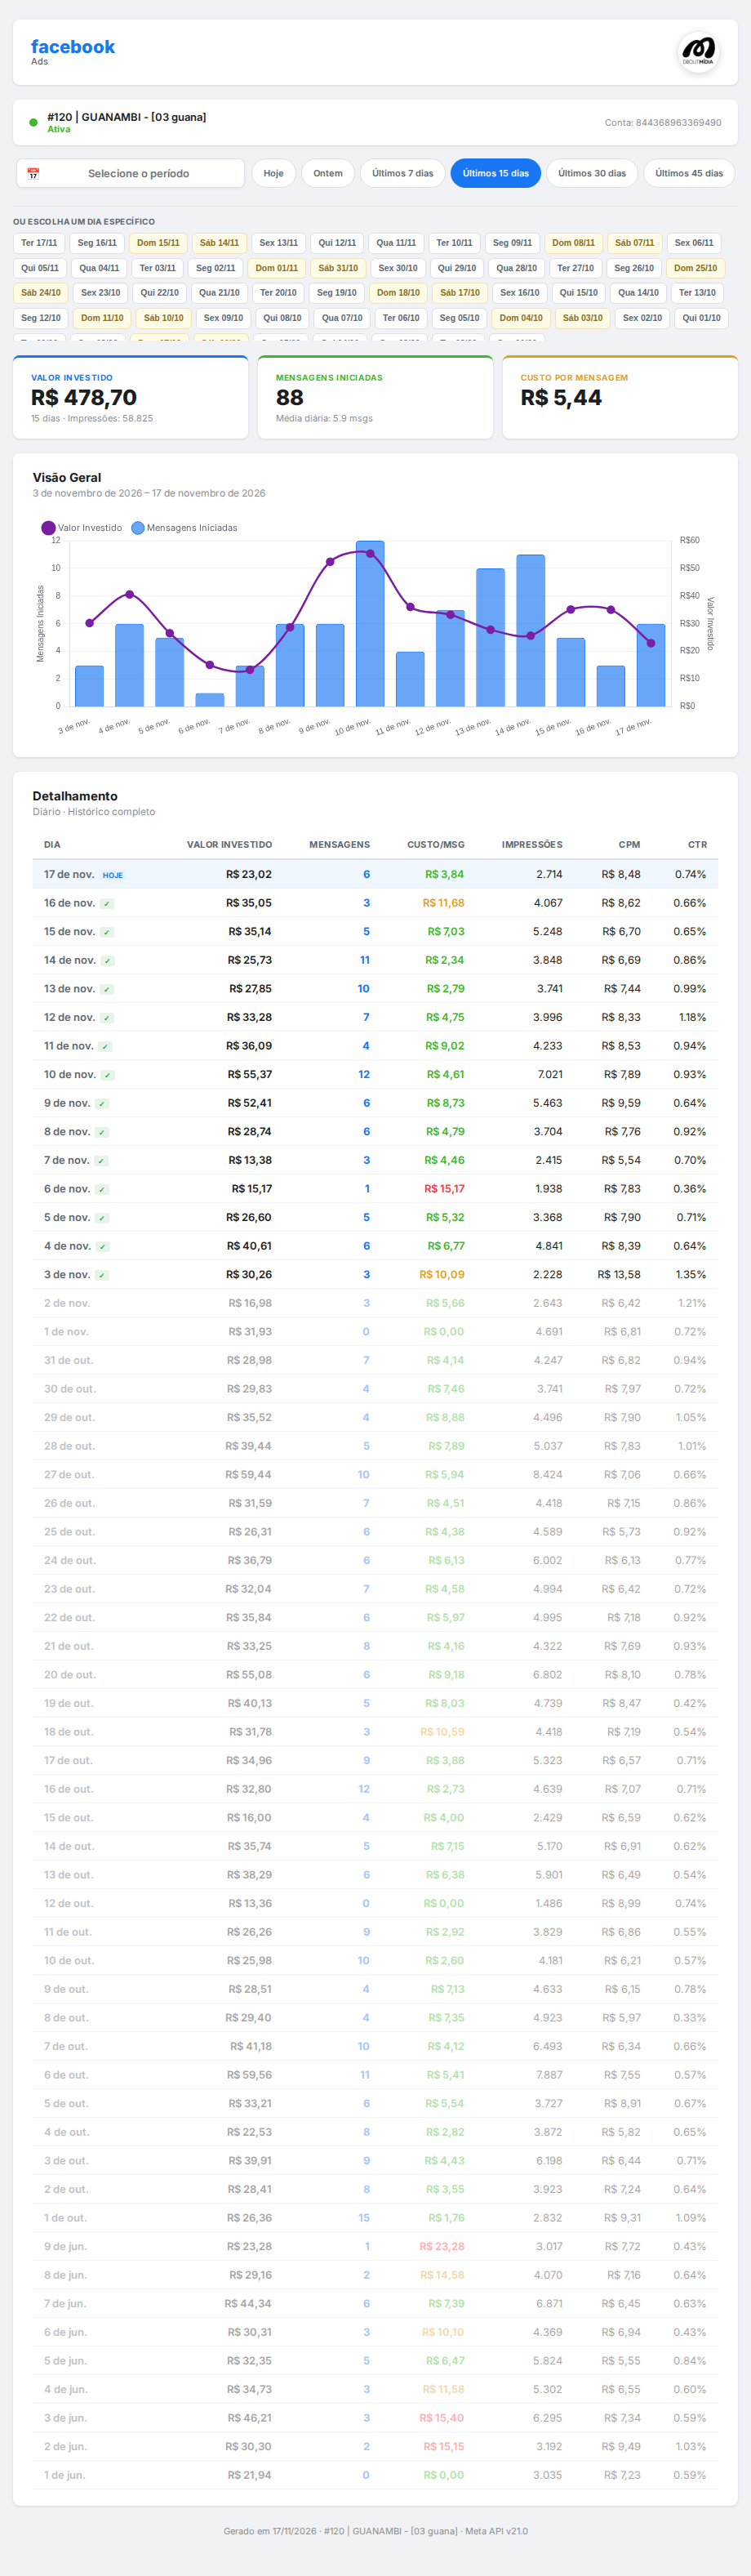 facebook
Ads
DBOUTMÍDIA
#120 | GUANAMBI - [03 guana]
Ativa
Conta: 844368963369490
Selecione o período
Hoje
Ontem
Últimos 7 dias
Últimos 15 dias
Últimos 30 dias
Últimos 45 dias
OU ESCOLHA UM DIA ESPECÍFICO
Ter 17/11 Seg 16/11 Dom 15/11 Sáb 14/11 Sex 13/11 Qui 12/11 Qua 11/11 Ter 10/11 Seg 09/11 Dom 08/11 Sáb 07/11 Sex 06/11
Qui 05/11 Qua 04/11 Ter 03/11 Seg 02/11 Dom 01/11 Sáb 31/10 Sex 30/10 Qui 29/10 Qua 28/10 Ter 27/10 Seg 26/10 Dom 25/10
Sáb 24/10 Sex 23/10 Qui 22/10 Qua 21/10 Ter 20/10 Seg 19/10 Dom 18/10 Sáb 17/10 Sex 16/10 Qui 15/10 Qua 14/10 Ter 13/10
Seg 12/10 Dom 11/10 Sáb 10/10 Sex 09/10 Qui 08/10 Qua 07/10 Ter 06/10 Seg 05/10 Dom 04/10 Sáb 03/10 Sex 02/10 Qui 01/10
VALOR INVESTIDO
R$ 478,70
15 dias · Impressões: 58.825
MENSAGENS INICIADAS
88
Média diária: 5.9 msgs
CUSTO POR MENSAGEM
R$ 5,44
Visão Geral
3 de novembro de 2026 – 17 de novembro de 2026
Valor Investido Mensagens Iniciadas
12 R$60
10 R$50
8 R$40
6 R$30
4 R$20
2 R$10
0 R$0
Mensagens Iniciadas
Valor Investido
3 de nov. 4 de nov. 5 de nov. 6 de nov. 7 de nov. 8 de nov. 9 de nov. 10 de nov. 11 de nov. 12 de nov. 13 de nov. 14 de nov. 15 de nov. 16 de nov. 17 de nov.
Detalhamento
Diário · Histórico completo
DIA VALOR INVESTIDO MENSAGENS CUSTO/MSG IMPRESSÕES CPM CTR
17 de nov. HOJE R$ 23,02 6 R$ 3,84 2.714 R$ 8,48 0.74%
16 de nov. ✓ R$ 35,05 3 R$ 11,68 4.067 R$ 8,62 0.66%
15 de nov. ✓ R$ 35,14 5 R$ 7,03 5.248 R$ 6,70 0.65%
14 de nov. ✓ R$ 25,73 11 R$ 2,34 3.848 R$ 6,69 0.86%
13 de nov. ✓ R$ 27,85 10 R$ 2,79 3.741 R$ 7,44 0.99%
12 de nov. ✓ R$ 33,28 7 R$ 4,75 3.996 R$ 8,33 1.18%
11 de nov. ✓ R$ 36,09 4 R$ 9,02 4.233 R$ 8,53 0.94%
10 de nov. ✓ R$ 55,37 12 R$ 4,61 7.021 R$ 7,89 0.93%
9 de nov. ✓ R$ 52,41 6 R$ 8,73 5.463 R$ 9,59 0.64%
8 de nov. ✓ R$ 28,74 6 R$ 4,79 3.704 R$ 7,76 0.92%
7 de nov. ✓ R$ 13,38 3 R$ 4,46 2.415 R$ 5,54 0.70%
6 de nov. ✓ R$ 15,17 1 R$ 15,17 1.938 R$ 7,83 0.36%
5 de nov. ✓ R$ 26,60 5 R$ 5,32 3.368 R$ 7,90 0.71%
4 de nov. ✓ R$ 40,61 6 R$ 6,77 4.841 R$ 8,39 0.64%
3 de nov. ✓ R$ 30,26 3 R$ 10,09 2.228 R$ 13,58 1.35%
2 de nov. R$ 16,98 3 R$ 5,66 2.643 R$ 6,42 1.21%
1 de nov. R$ 31,93 0 R$ 0,00 4.691 R$ 6,81 0.72%
31 de out. R$ 28,98 7 R$ 4,14 4.247 R$ 6,82 0.94%
30 de out. R$ 29,83 4 R$ 7,46 3.741 R$ 7,97 0.72%
29 de out. R$ 35,52 4 R$ 8,88 4.496 R$ 7,90 1.05%
28 de out. R$ 39,44 5 R$ 7,89 5.037 R$ 7,83 1.01%
27 de out. R$ 59,44 10 R$ 5,94 8.424 R$ 7,06 0.66%
26 de out. R$ 31,59 7 R$ 4,51 4.418 R$ 7,15 0.86%
25 de out. R$ 26,31 6 R$ 4,38 4.589 R$ 5,73 0.92%
24 de out. R$ 36,79 6 R$ 6,13 6.002 R$ 6,13 0.77%
23 de out. R$ 32,04 7 R$ 4,58 4.994 R$ 6,42 0.72%
22 de out. R$ 35,84 6 R$ 5,97 4.995 R$ 7,18 0.92%
21 de out. R$ 33,25 8 R$ 4,16 4.322 R$ 7,69 0.93%
20 de out. R$ 55,08 6 R$ 9,18 6.802 R$ 8,10 0.78%
19 de out. R$ 40,13 5 R$ 8,03 4.739 R$ 8,47 0.42%
18 de out. R$ 31,78 3 R$ 10,59 4.418 R$ 7,19 0.54%
17 de out. R$ 34,96 9 R$ 3,88 5.323 R$ 6,57 0.71%
16 de out. R$ 32,80 12 R$ 2,73 4.639 R$ 7,07 0.71%
15 de out. R$ 16,00 4 R$ 4,00 2.429 R$ 6,59 0.62%
14 de out. R$ 35,74 5 R$ 7,15 5.170 R$ 6,91 0.62%
13 de out. R$ 38,29 6 R$ 6,38 5.901 R$ 6,49 0.54%
12 de out. R$ 13,36 0 R$ 0,00 1.486 R$ 8,99 0.74%
11 de out. R$ 26,26 9 R$ 2,92 3.829 R$ 6,86 0.55%
10 de out. R$ 25,98 10 R$ 2,60 4.181 R$ 6,21 0.57%
9 de out. R$ 28,51 4 R$ 7,13 4.633 R$ 6,15 0.78%
8 de out. R$ 29,40 4 R$ 7,35 4.923 R$ 5,97 0.33%
7 de out. R$ 41,18 10 R$ 4,12 6.493 R$ 6,34 0.66%
6 de out. R$ 59,56 11 R$ 5,41 7.887 R$ 7,55 0.57%
5 de out. R$ 33,21 6 R$ 5,54 3.727 R$ 8,91 0.67%
4 de out. R$ 22,53 8 R$ 2,82 3.872 R$ 5,82 0.65%
3 de out. R$ 39,91 9 R$ 4,43 6.198 R$ 6,44 0.71%
2 de out. R$ 28,41 8 R$ 3,55 3.923 R$ 7,24 0.64%
1 de out. R$ 26,36 15 R$ 1,76 2.832 R$ 9,31 1.09%
9 de jun. R$ 23,28 1 R$ 23,28 3.017 R$ 7,72 0.43%
8 de jun. R$ 29,16 2 R$ 14,58 4.070 R$ 7,16 0.64%
7 de jun. R$ 44,34 6 R$ 7,39 6.871 R$ 6,45 0.63%
6 de jun. R$ 30,31 3 R$ 10,10 4.369 R$ 6,94 0.43%
5 de jun. R$ 32,35 5 R$ 6,47 5.824 R$ 5,55 0.84%
4 de jun. R$ 34,73 3 R$ 11,58 5.302 R$ 6,55 0.60%
3 de jun. R$ 46,21 3 R$ 15,40 6.295 R$ 7,34 0.59%
2 de jun. R$ 30,30 2 R$ 15,15 3.192 R$ 9,49 1.03%
1 de jun. R$ 21,94 0 R$ 0,00 3.035 R$ 7,23 0.59%
Gerado em 17/11/2026 · #120 | GUANAMBI - [03 guana] · Meta API v21.0